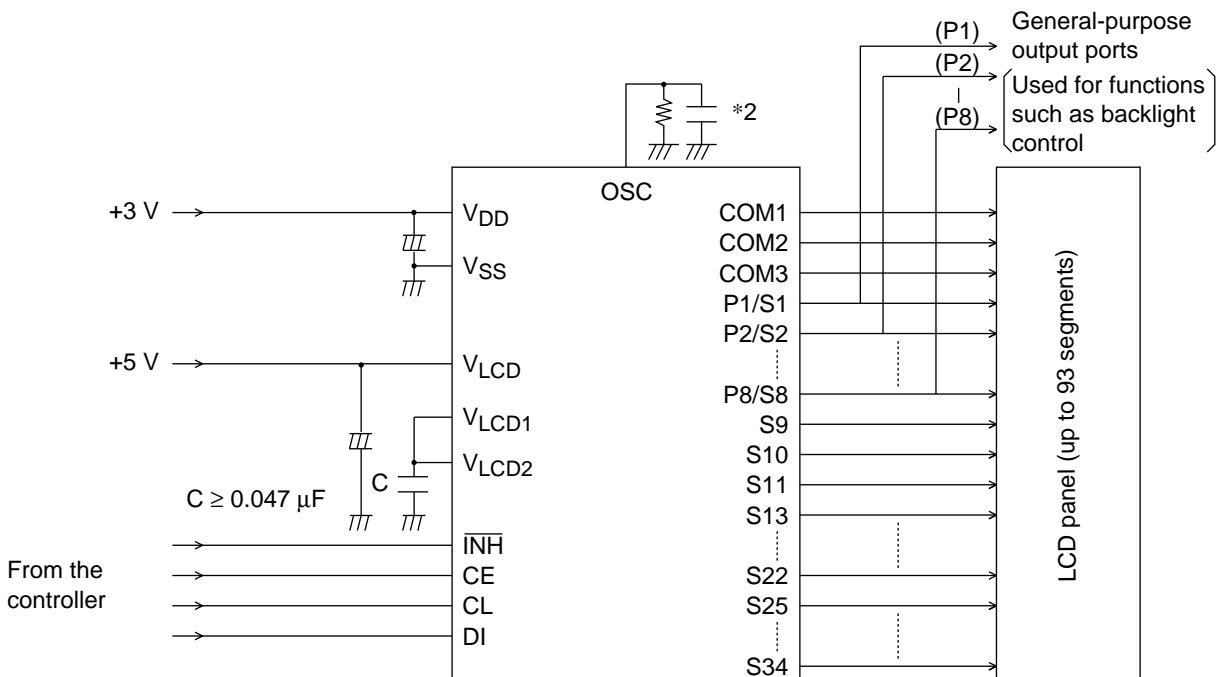 (P1)
General-purpose
output ports
(P2)
(P8)
Used for functions
such as backlight
control
*2
OSC
+3 V
VDD
VSS
+5 V
VLCD
VLCD1
VLCD2
C
C ≥ 0.047 μF
From the
controller
INH
CE
CL
DI
COM1
COM2
COM3
P1/S1
P2/S2
P8/S8
S9
S10
S11
S13
S22
S25
S34
LCD panel (up to 93 segments)